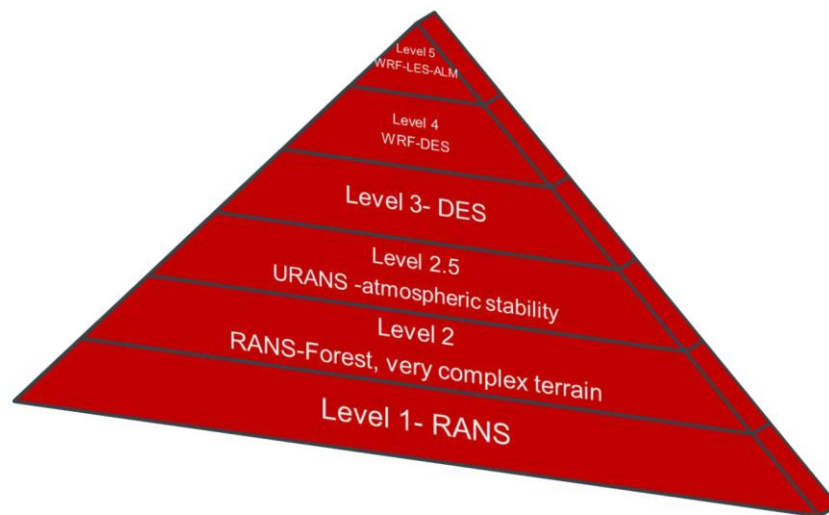 Level 5
WRF-LES-ALM
Level 4
WRF-DES
Level 3- DES
Level 2.5
URANS -atmospheric stability
Level 2
RANS-Forest, very complex terrain
Level 1- RANS